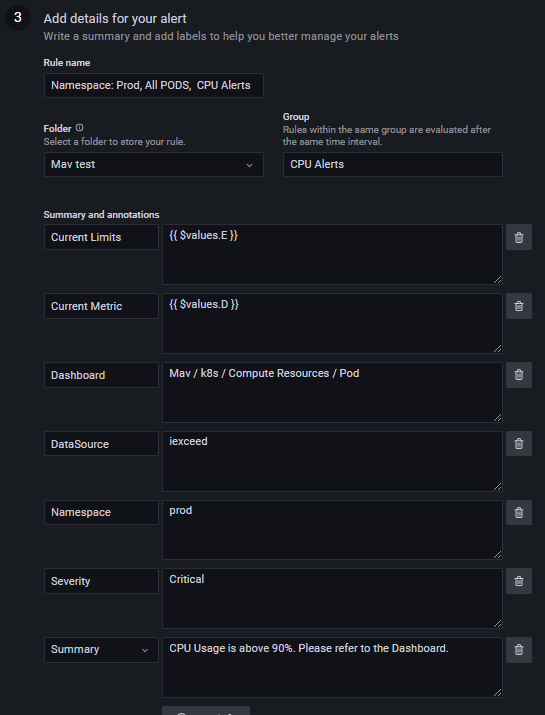 3
Add details for your alert
Write a summary and add labels to help you better manage your alerts
Rule name
Namespace: Prod, All PODS, CPU Alerts
Folder
Select a folder to store your rule.
Mav test
Group
Rules within the same group are evaluated after
the same time interval.
CPU Alerts
Summary and annotations
Current Limits
{{ $values.E }}
Current Metric
{{ $values.D }}
Dashboard
Mav / k8s / Compute Resources / Pod
DataSource
iexceed
Namespace
prod
Severity
Critical
Summary
CPU Usage is above 90%. Please refer to the Dashboard.